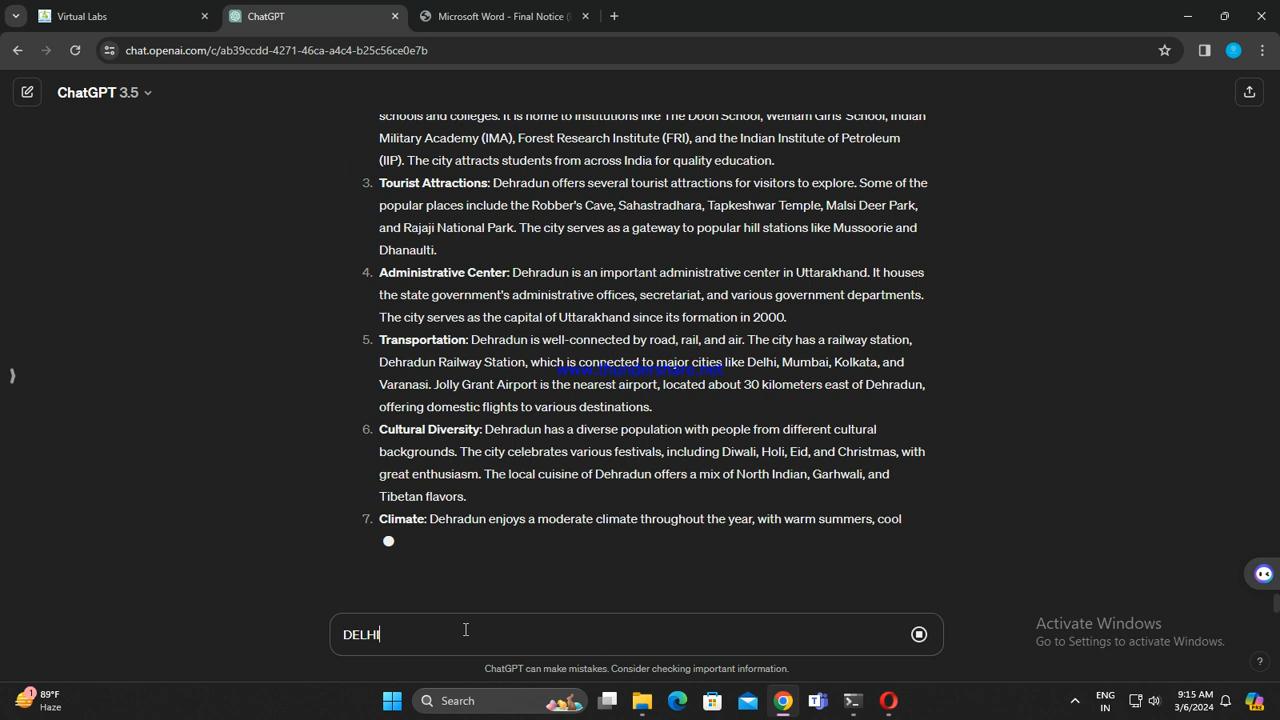 Virtual Labs
ChatGPT
Microsoft Word - Final Notice (
chat.openai.com/c/ab39ccdd-4271-46ca-a4c4-b25c56ce0e7b
ChatGPT 3.5
schools and colleges. It is home to institutions like The Doon School, Welham Girls' School, Indian
Military Academy (IMA), Forest Research Institute (FRI), and the Indian Institute of Petroleum
(IIP). The city attracts students from across India for quality education.
3. Tourist Attractions: Dehradun offers several tourist attractions for visitors to explore. Some of the
popular places include the Robber's Cave, Sahastradhara, Tapkeshwar Temple, Malsi Deer Park,
and Rajaji National Park. The city serves as a gateway to popular hill stations like Mussoorie and
Dhanaulti.
4. Administrative Center: Dehradun is an important administrative center in Uttarakhand. It houses
the state government's administrative offices, secretariat, and various government departments.
The city serves as the capital of Uttarakhand since its formation in 2000.
5. Transportation: Dehradun is well-connected by road, rail, and air. The city has a railway station,
Dehradun Railway Station, which is connected to major cities like Delhi, Mumbai, Kolkata, and
www.thundershare.net
Varanasi. Jolly Grant Airport is the nearest airport, located about 30 kilometers east of Dehradun,
offering domestic flights to various destinations.
6. Cultural Diversity: Dehradun has a diverse population with people from different cultural
backgrounds. The city celebrates various festivals, including Diwali, Holi, Eid, and Christmas, with
great enthusiasm. The local cuisine of Dehradun offers a mix of North Indian, Garhwali, and
Tibetan flavors.
7. Climate: Dehradun enjoys a moderate climate throughout the year, with warm summers, cool
DELHI
Activate Windows
Go to Settings to activate Windows.
ChatGPT can make mistakes. Consider checking important information.
?
1
89°F
Haze
Search
ENG
IN
9:15 AM
3/6/2024